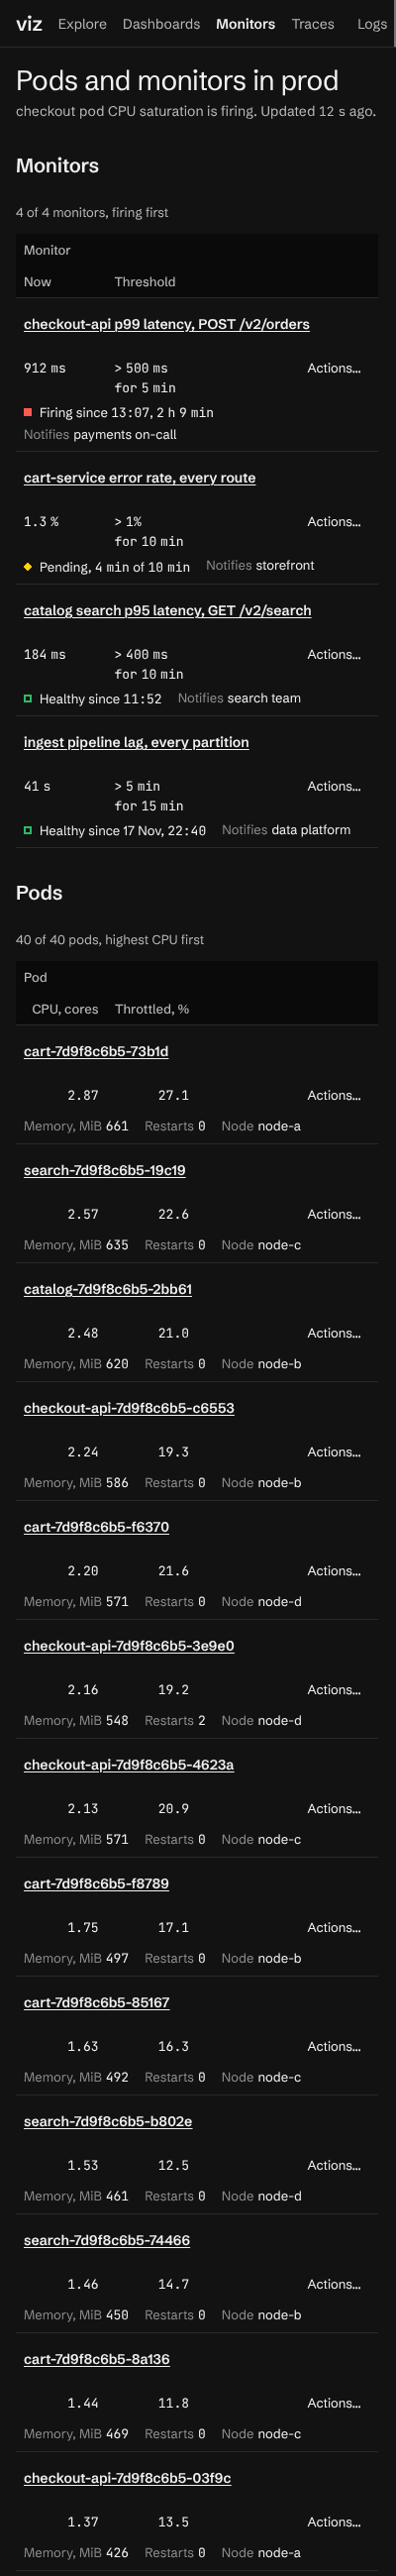 viz Explore Dashboards Monitors Traces Logs
Pods and monitors in prod
checkout pod CPU saturation is firing. Updated 12 s ago.
Monitors
4 of 4 monitors, firing first
Monitor
Now Threshold
checkout-api p99 latency, POST /v2/orders
912 ms > 500 ms Actions...
for 5 min
Firing since 13:07, 2 h 9 min
Notifies payments on-call
cart-service error rate, every route
1.3 % > 1% Actions...
for 10 min
Pending, 4 min of 10 min Notifies storefront
catalog search p95 latency, GET /v2/search
184 ms > 400 ms Actions...
for 10 min
Healthy since 11:52 Notifies search team
ingest pipeline lag, every partition
41 s > 5 min Actions...
for 15 min
Healthy since 17 Nov, 22:40 Notifies data platform
Pods
40 of 40 pods, highest CPU first
Pod
CPU, cores Throttled, %
cart-7d9f8c6b5-73b1d
2.87 27.1 Actions...
Memory, MiB 661 Restarts 0 Node node-a
search-7d9f8c6b5-19c19
2.57 22.6 Actions...
Memory, MiB 635 Restarts 0 Node node-c
catalog-7d9f8c6b5-2bb61
2.48 21.0 Actions...
Memory, MiB 620 Restarts 0 Node node-b
checkout-api-7d9f8c6b5-c6553
2.24 19.3 Actions...
Memory, MiB 586 Restarts 0 Node node-b
cart-7d9f8c6b5-f6370
2.20 21.6 Actions...
Memory, MiB 571 Restarts 0 Node node-d
checkout-api-7d9f8c6b5-3e9e0
2.16 19.2 Actions...
Memory, MiB 548 Restarts 2 Node node-d
checkout-api-7d9f8c6b5-4623a
2.13 20.9 Actions...
Memory, MiB 571 Restarts 0 Node node-c
cart-7d9f8c6b5-f8789
1.75 17.1 Actions...
Memory, MiB 497 Restarts 0 Node node-b
cart-7d9f8c6b5-85167
1.63 16.3 Actions...
Memory, MiB 492 Restarts 0 Node node-c
search-7d9f8c6b5-b802e
1.53 12.5 Actions...
Memory, MiB 461 Restarts 0 Node node-d
search-7d9f8c6b5-74466
1.46 14.7 Actions...
Memory, MiB 450 Restarts 0 Node node-b
cart-7d9f8c6b5-8a136
1.44 11.8 Actions...
Memory, MiB 469 Restarts 0 Node node-c
checkout-api-7d9f8c6b5-03f9c
1.37 13.5 Actions...
Memory, MiB 426 Restarts 0 Node node-a